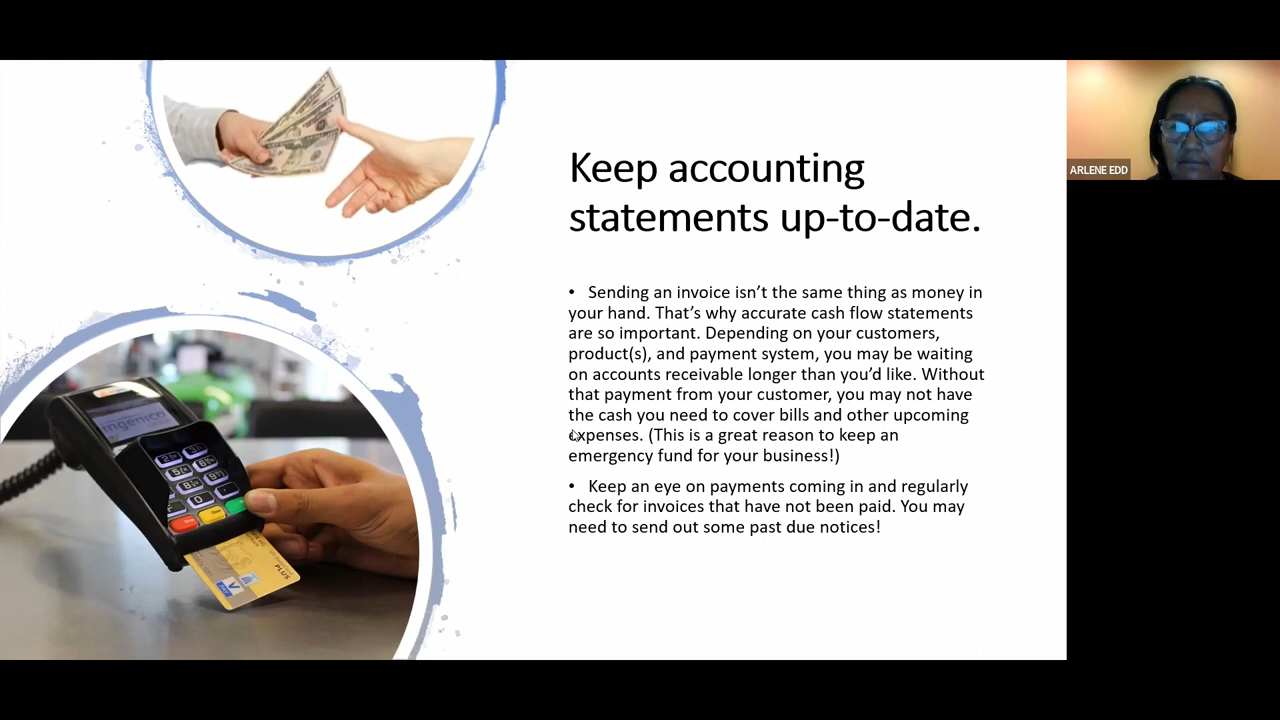 Keep accounting
statements up-to-date.
• Sending an invoice isn’t the same thing as money in
your hand. That’s why accurate cash flow statements
are so important. Depending on your customers,
product(s), and payment system, you may be waiting
on accounts receivable longer than you’d like. Without
that payment from your customer, you may not have
the cash you need to cover bills and other upcoming
expenses. (This is a great reason to keep an
emergency fund for your business!)
• Keep an eye on payments coming in and regularly
check for invoices that have not been paid. You may
need to send out some past due notices!
ARLENE EDD
ingenico
PLUS